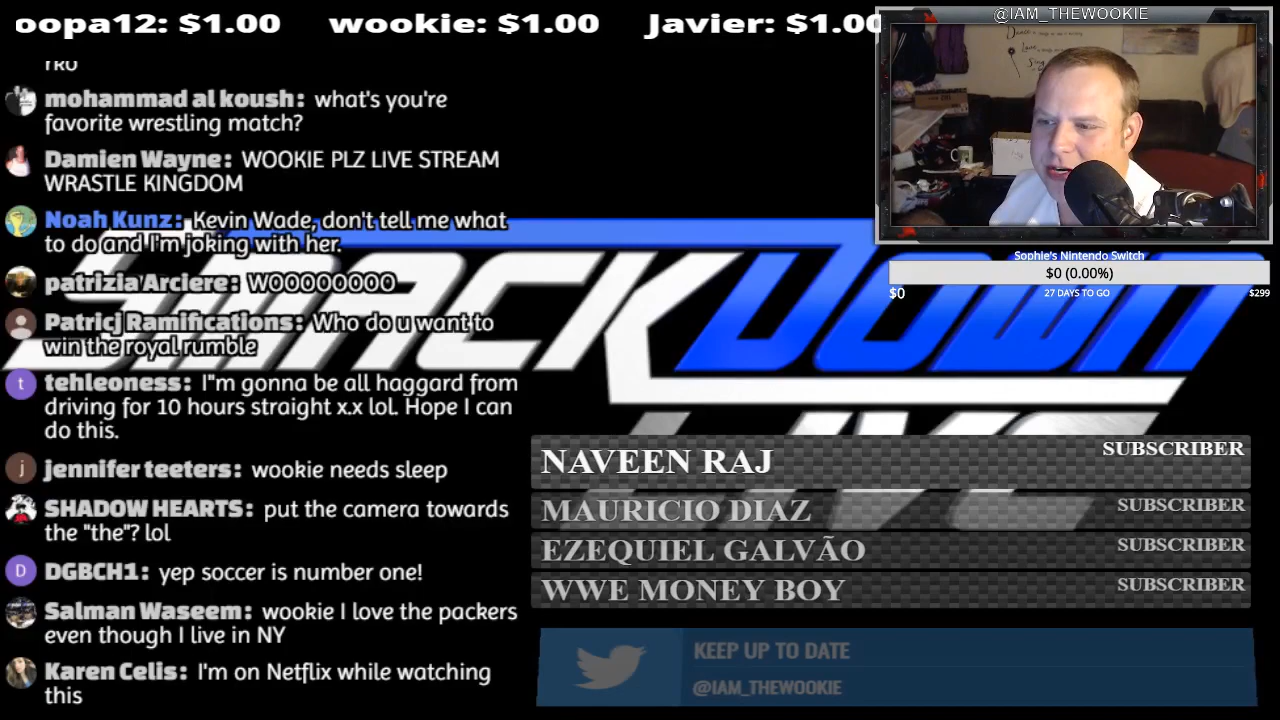 oopa12: $1.00 wookie: $1.00 Javier: $1.00
@IAM_THEWOOKIE
mohammad al koush: what's you're
favorite wrestling match?
Damien Wayne: WOOKIE PLZ LIVE STREAM
WRASTLE KINGDOM
Noah Kunz: Kevin Wade, don't tell me what
to do and I'm joking with her.
patrizia Arciere: WOOOOOOOO
Patricj Ramifications: Who do u want to
win the royal rumble
tehleoness: I"m gonna be all haggard from
driving for 10 hours straight x.x lol. Hope I can
do this.
jennifer teeters: wookie needs sleep
SHADOW HEARTS: put the camera towards
the "the"? lol
DGBCH1: yep soccer is number one!
Salman Waseem: wookie I love the packers
even though I live in NY
Karen Celis: I'm on Netflix while watching
this
Sophie's Nintendo Switch
$0 (0.00%)
$0 27 DAYS TO GO $299
SMACKDOWN
LIVE
NAVEEN RAJ SUBSCRIBER
MAURICIO DIAZ SUBSCRIBER
EZEQUIEL GALVÃO SUBSCRIBER
WWE MONEY BOY SUBSCRIBER
KEEP UP TO DATE
@IAM_THEWOOKIE